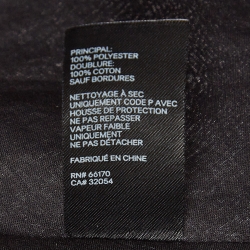 PRINCIPAL:
100% POLYESTER
DOUBLURE:
100% COTON
SAUF BORDURES
NETTOYAGE À SEC
UNIQUEMENT CODE P AVEC
HOUSSE DE PROTECTION
NE PAS REPASSER
VAPEUR FAIBLE
UNIQUEMENT
NE PAS DÉTACHER
FABRIQUÉ EN CHINE
RN# 66170
CA# 32054